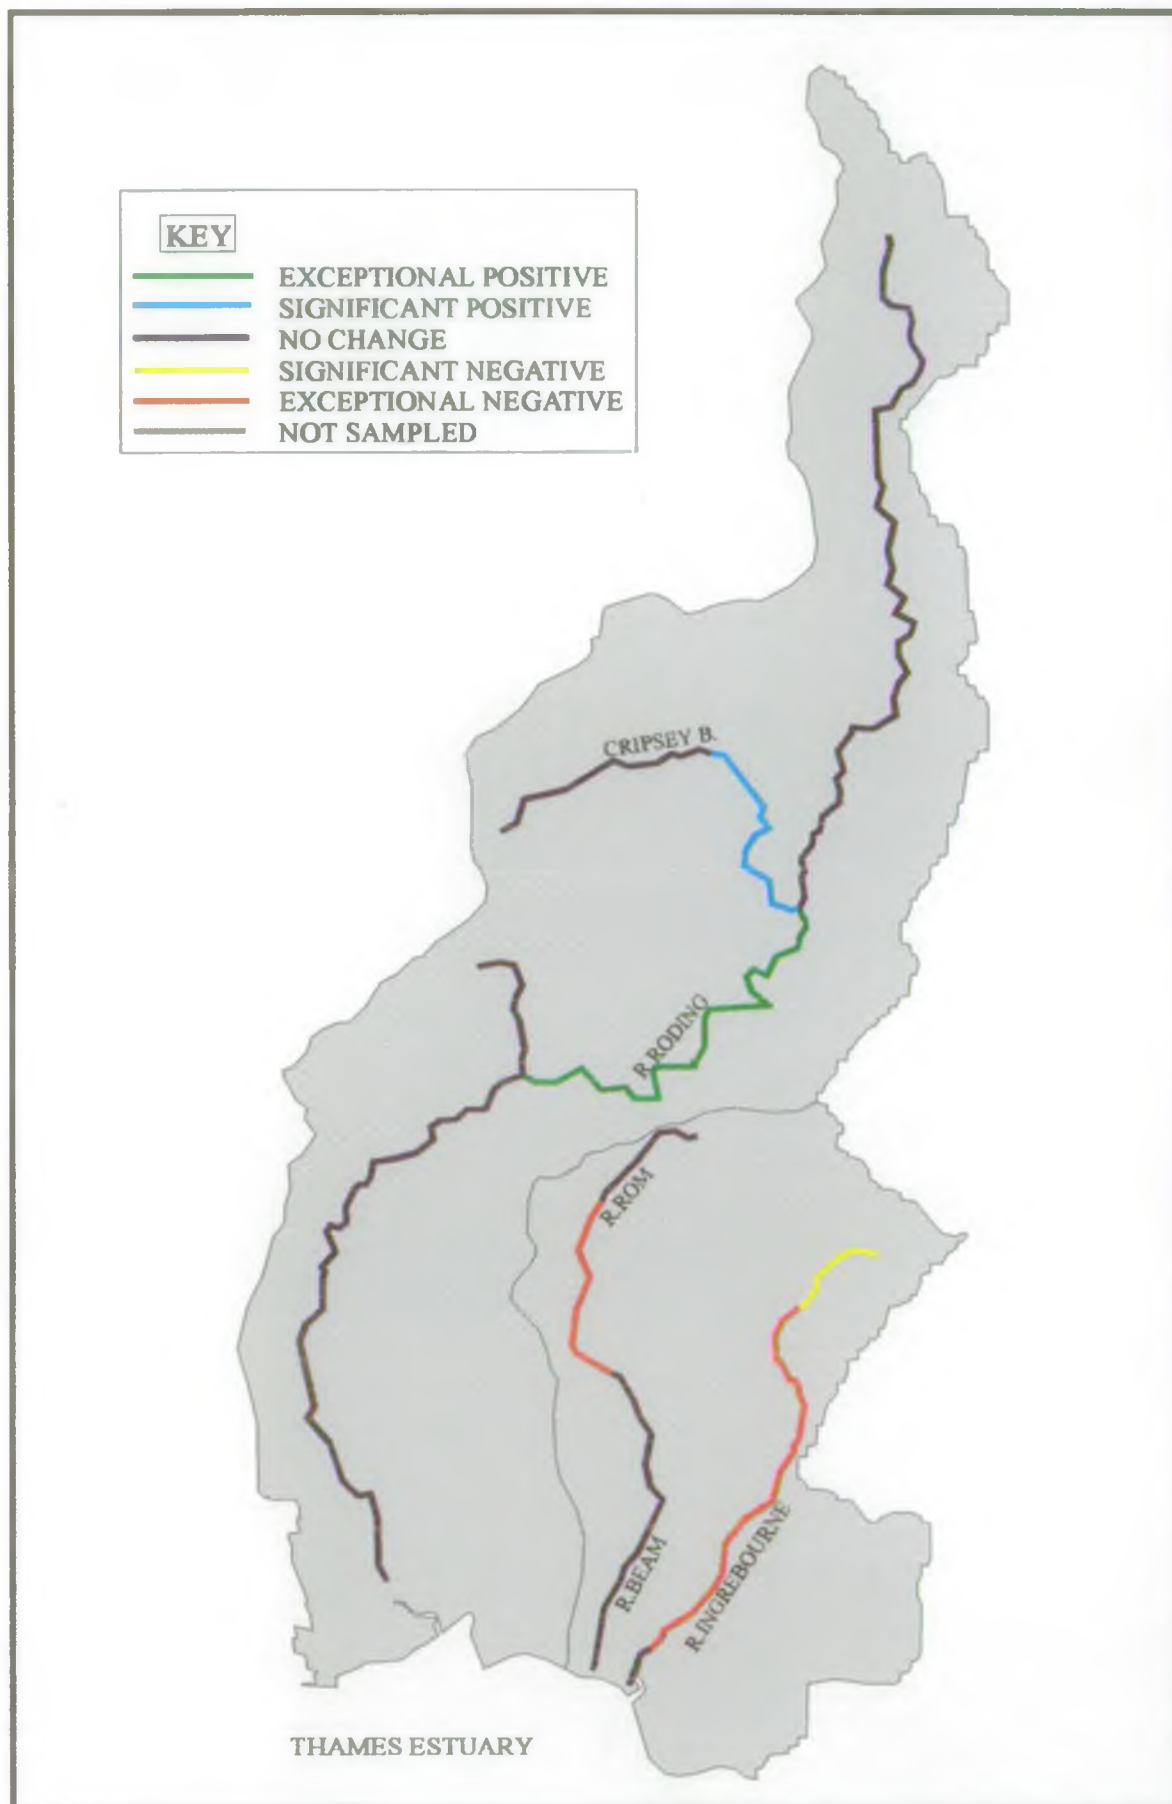 KEY
EXCEPTIONAL POSITIVE
SIGNIFICANT POSITIVE
NO CHANGE
SIGNIFICANT NEGATIVE
EXCEPTIONAL NEGATIVE
NOT SAMPLED
CRIPSEY B.
R.RODING
R.ROM
R.BEAM
R.INGREBOURNE
THAMES ESTUARY